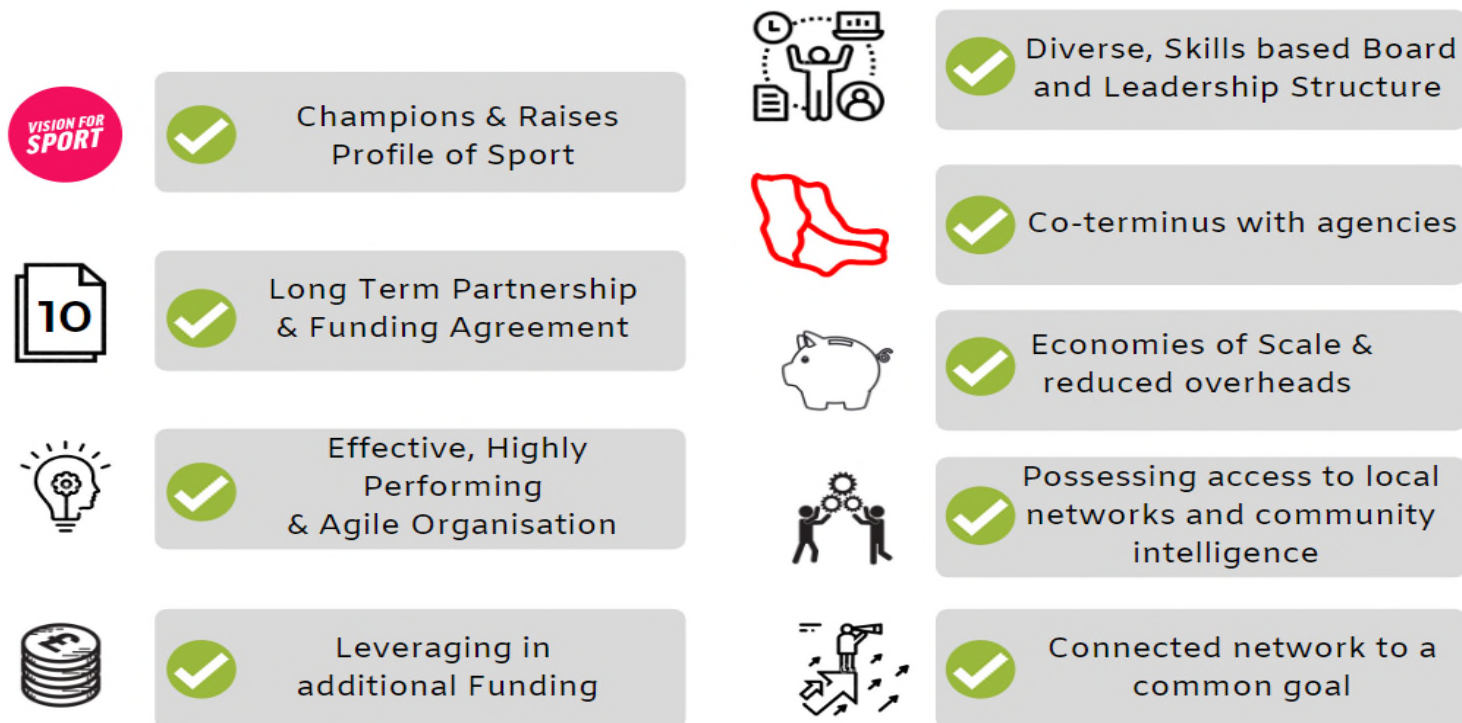 VISION FOR
SPORT
Champions & Raises
Profile of Sport
10
Long Term Partnership
& Funding Agreement
Effective, Highly
Performing
& Agile Organisation
£
Leveraging in
additional Funding
Diverse, Skills based Board
and Leadership Structure
Co-terminus with agencies
Economies of Scale &
reduced overheads
Possessing access to local
networks and community
intelligence
Connected network to a
common goal